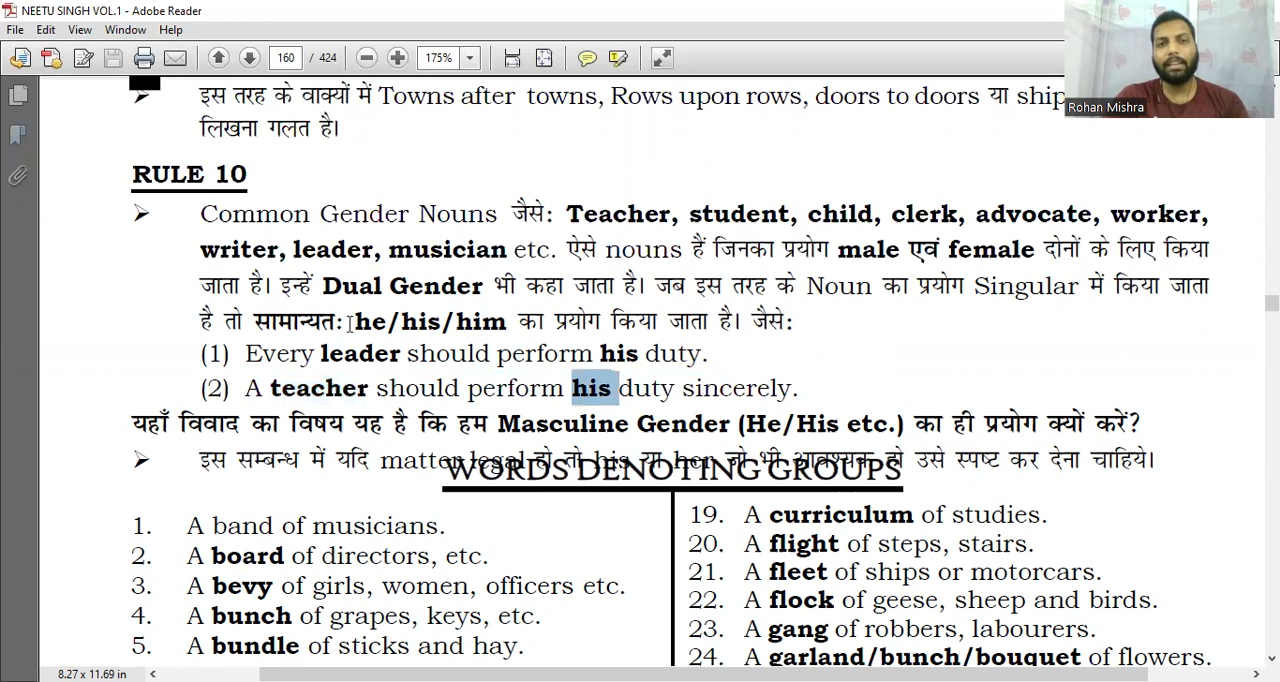 NEETU SINGH VOL.1 - Adobe Reader
File Edit View Window Help
160 / 424 175%
Rohan Mishra
इस तरह के वाक्यों में Towns after towns, Rows upon rows, doors to doors या ship
लिखना गलत है।
RULE 10
Common Gender Nouns जैसे: Teacher, student, child, clerk, advocate, worker,
writer, leader, musician etc. ऐसे nouns हैं जिनका प्रयोग male एवं female दोनों के लिए किया
जाता है। इन्हें Dual Gender भी कहा जाता है। जब इस तरह के Noun का प्रयोग Singular में किया जाता
है तो सामान्यत: he/his/him का प्रयोग किया जाता है। जैसे:
(1) Every leader should perform his duty.
(2) A teacher should perform his duty sincerely.
यहाँ विवाद का विषय यह है कि हम Masculine Gender (He/His etc.) का ही प्रयोग क्यों करें?
इस सम्बन्ध में यदि matter legal हो तो his या her जो भी आवश्यक हो उसे स्पष्ट कर देना चाहिये।
WORDS DENOTING GROUPS
1. A band of musicians.
2. A board of directors, etc.
3. A bevy of girls, women, officers etc.
4. A bunch of grapes, keys, etc.
5. A bundle of sticks and hay.
19. A curriculum of studies.
20. A flight of steps, stairs.
21. A fleet of ships or motorcars.
22. A flock of geese, sheep and birds.
23. A gang of robbers, labourers.
24. A garland/bunch/bouquet of flowers.
8.27 x 11.69 in